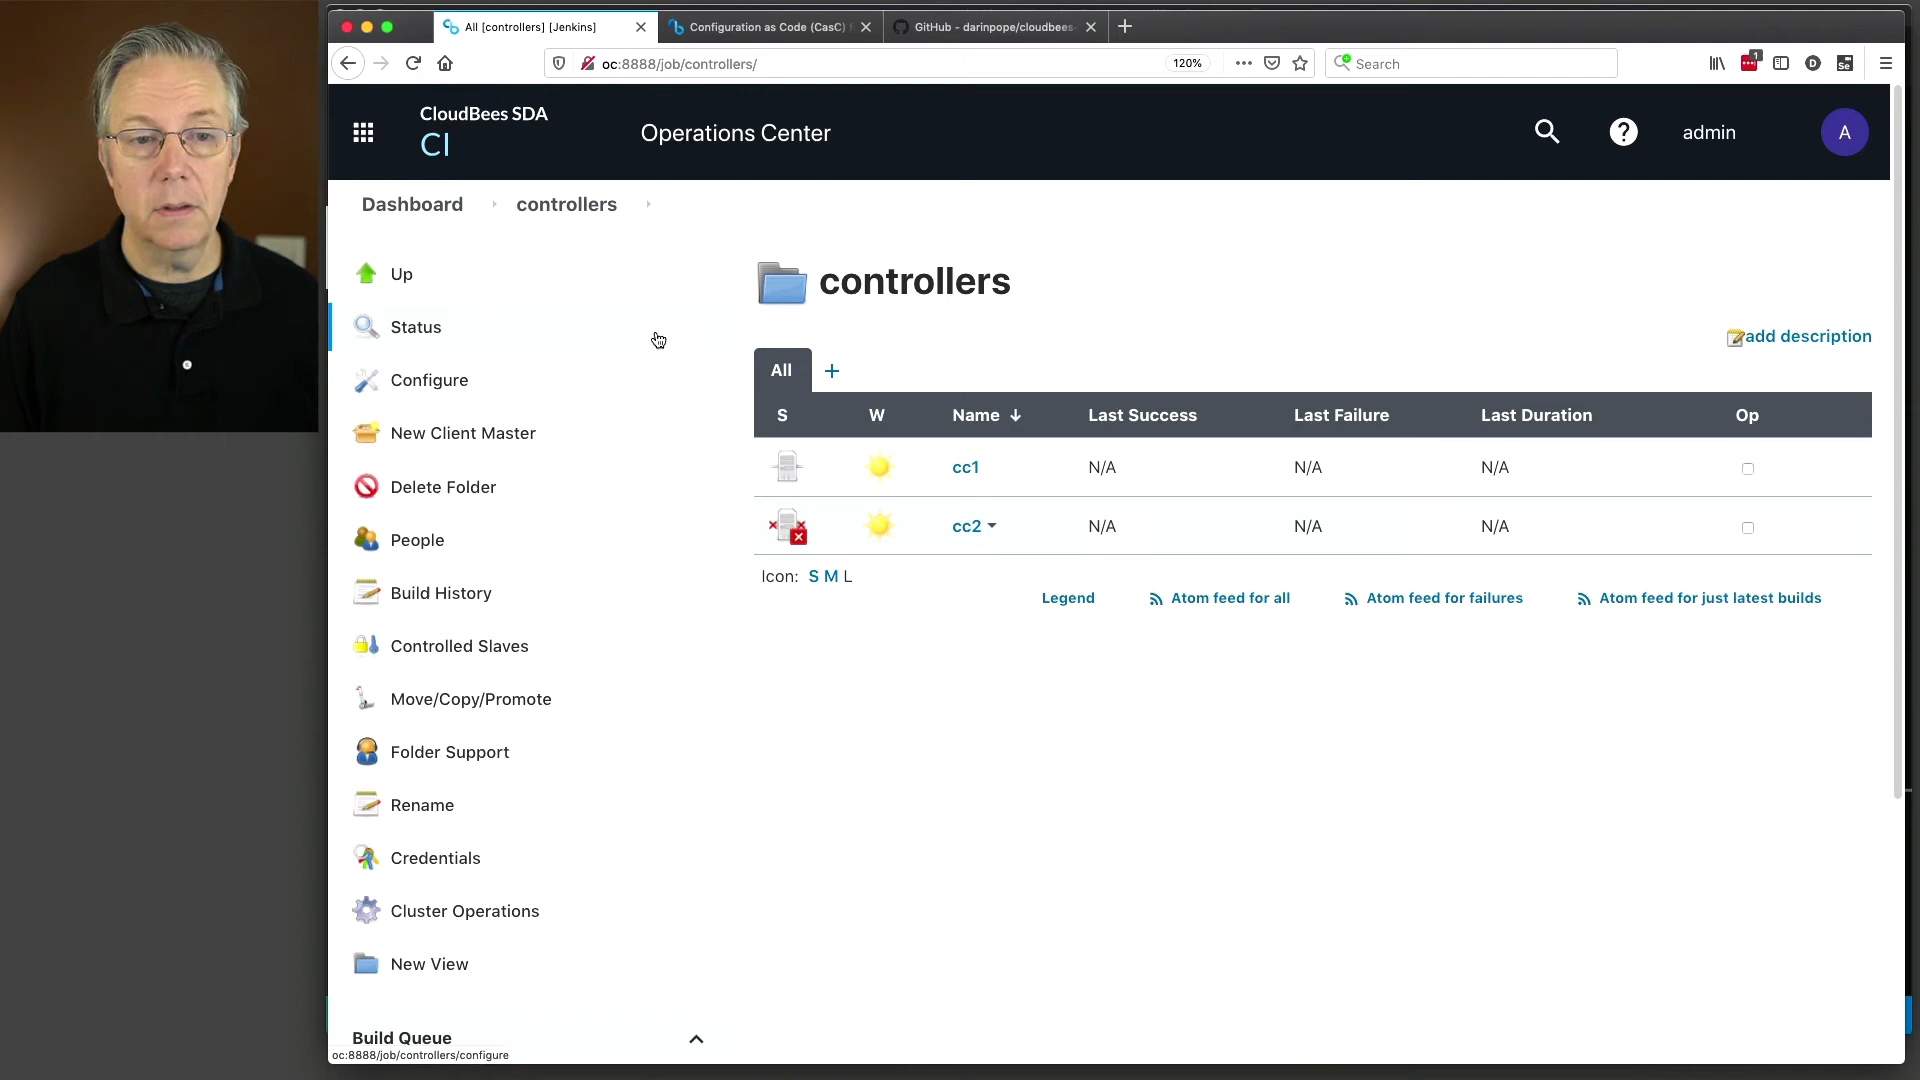 All [controllers] [Jenkins]
Configuration as Code (CasC) f
GitHub - darinpope/cloudbees-
oc:8888/job/controllers/
120%
Search
1
D
Se
CloudBees SDA
CI
Operations Center
?
admin
A
Dashboard
controllers
Up
Status
Configure
New Client Master
Delete Folder
People
Build History
Controlled Slaves
Move/Copy/Promote
Folder Support
Rename
Credentials
Cluster Operations
New View
Build Queue
oc:8888/job/controllers/configure
controllers
add description
All +
S W Name ↓ Last Success Last Failure Last Duration Op
cc1 N/A N/A N/A
cc2 N/A N/A N/A
Icon: S M L
Legend Atom feed for all Atom feed for failures Atom feed for just latest builds